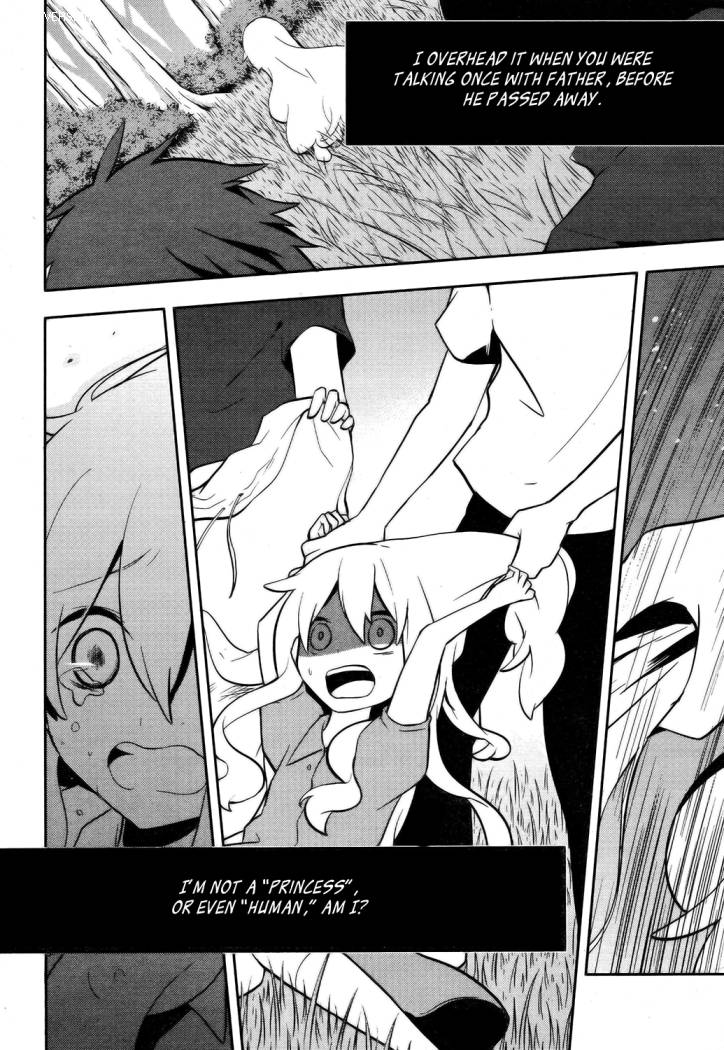 I OVERHEAD IT WHEN YOU WERE
TALKING ONCE WITH FATHER, BEFORE
HE PASSED AWAY.
I'M NOT A "PRINCESS",
OR EVEN "HUMAN," AM I?